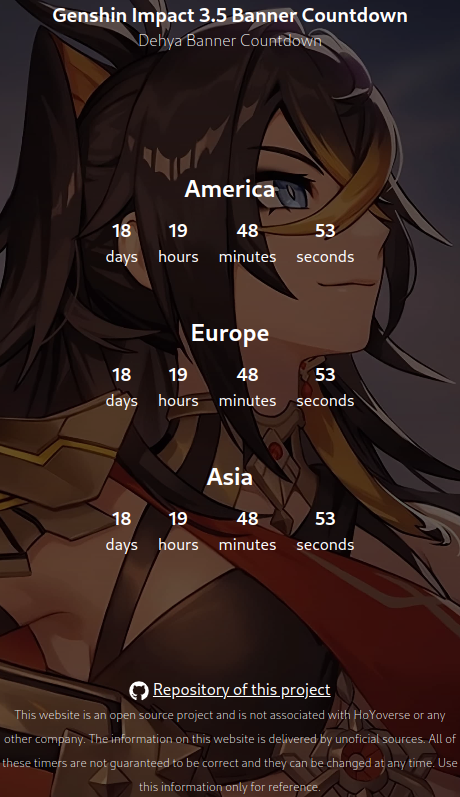 Genshin Impact 3.5 Banner Countdown
Dehya Banner Countdown
America
18 19 48 53
days hours minutes seconds
Europe
18 19 48 53
days hours minutes seconds
Asia
18 19 48 53
days hours minutes seconds
Repository of this project
This website is an open source project and is not associated with HoYoverse or any
other company. The information on this website is delivered by unoficial sources. All of
these timers are not guaranteed to be correct and they can be changed at any time. Use
this information only for reference.